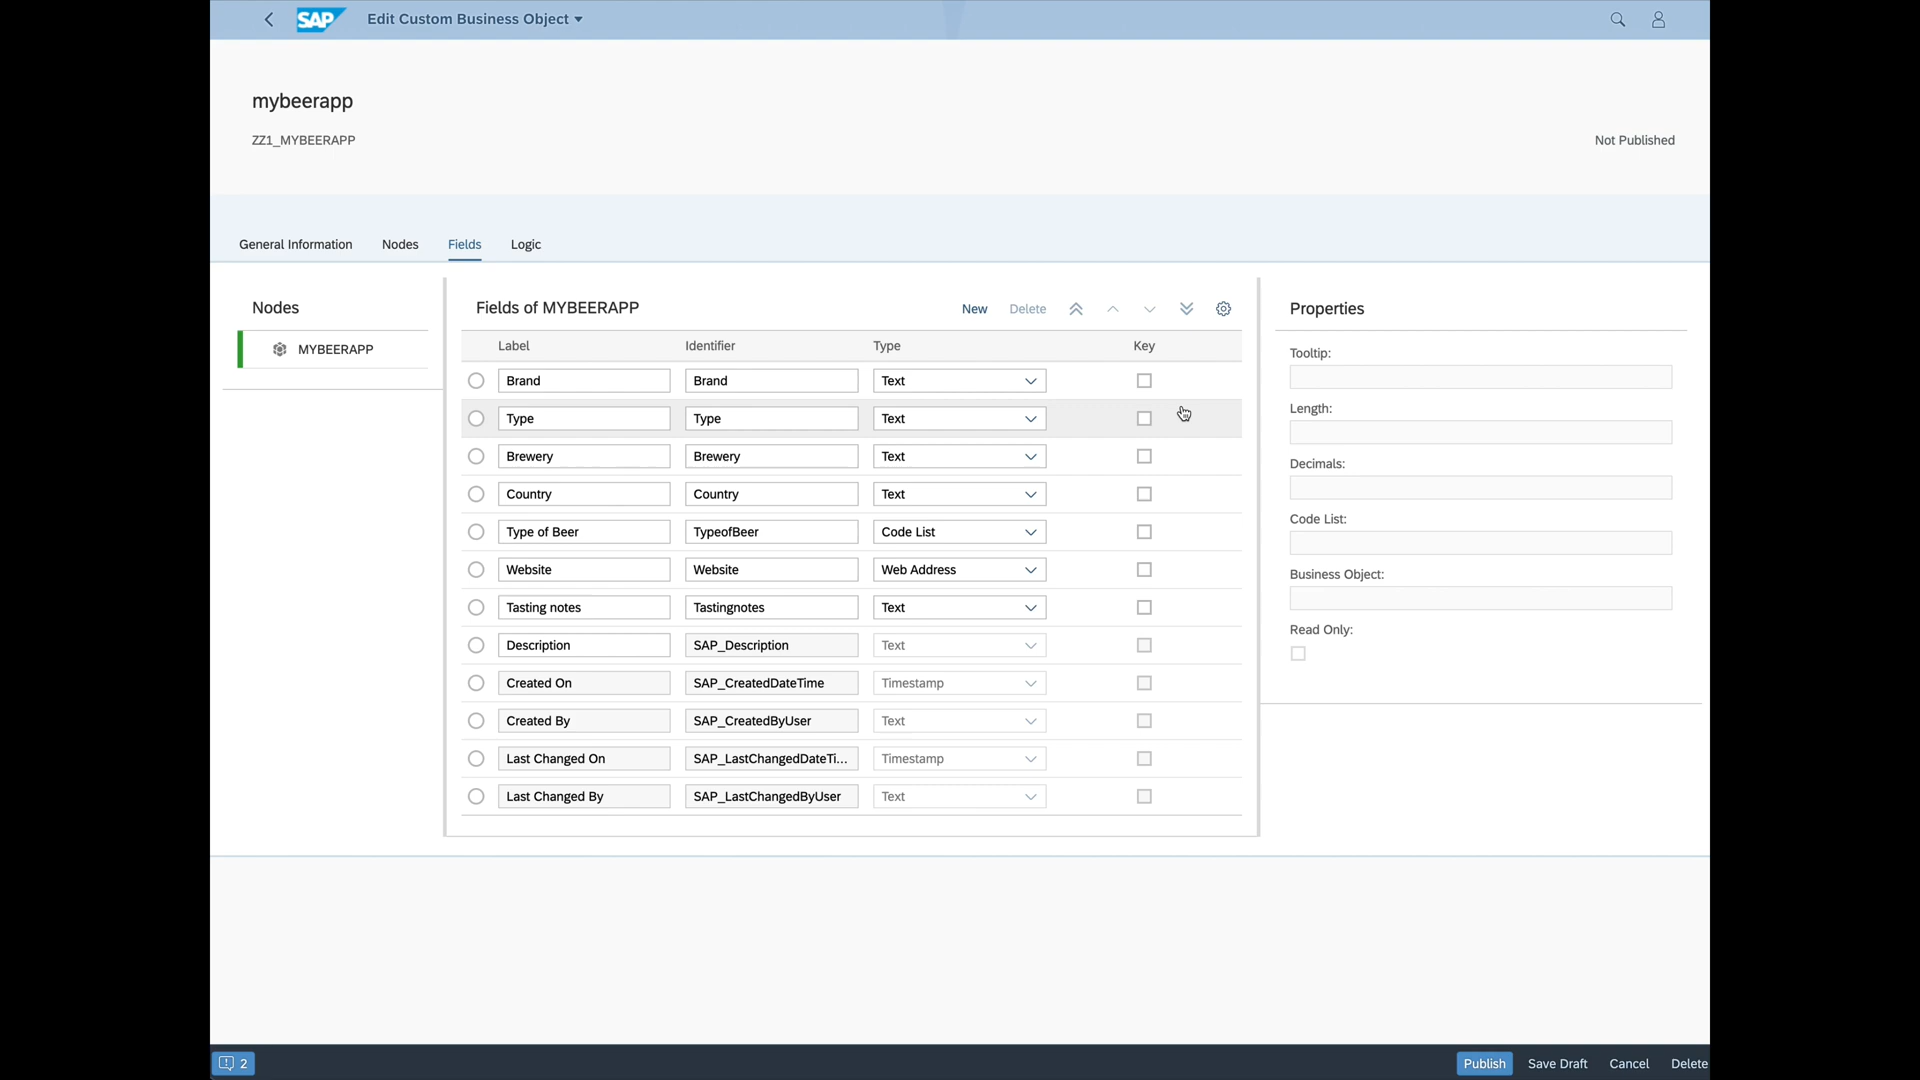 SAP Edit Custom Business Object
mybeerapp
ZZ1_MYBEERAPP
Not Published
General Information Nodes Fields Logic
Nodes
MYBEERAPP
Fields of MYBEERAPP New Delete
Label Identifier Type Key
Brand Brand Text
Type Type Text
Brewery Brewery Text
Country Country Text
Type of Beer TypeofBeer Code List
Website Website Web Address
Tasting notes Tastingnotes Text
Description SAP_Description Text
Created On SAP_CreatedDateTime Timestamp
Created By SAP_CreatedByUser Text
Last Changed On SAP_LastChangedDateTi... Timestamp
Last Changed By SAP_LastChangedByUser Text
Properties
Tooltip:
Length:
Decimals:
Code List:
Business Object:
Read Only:
2 Publish Save Draft Cancel Delete